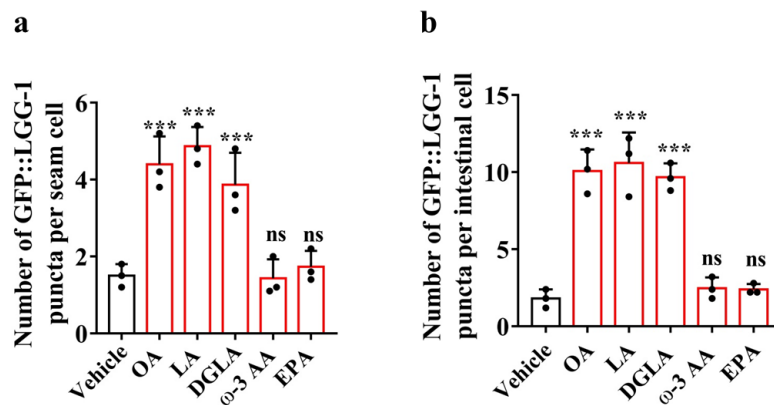 a
Number of GFP::LGG-1
puncta per seam cell
6
4
2
0
***
***
***
ns
ns
Vehicle
OA
LA
DGLA
ω-3 AA
EPA
b
Number of GFP::LGG-1
puncta per intestinal cell
15
10
5
0
***
***
***
ns
ns
Vehicle
OA
LA
DGLA
ω-3 AA
EPA